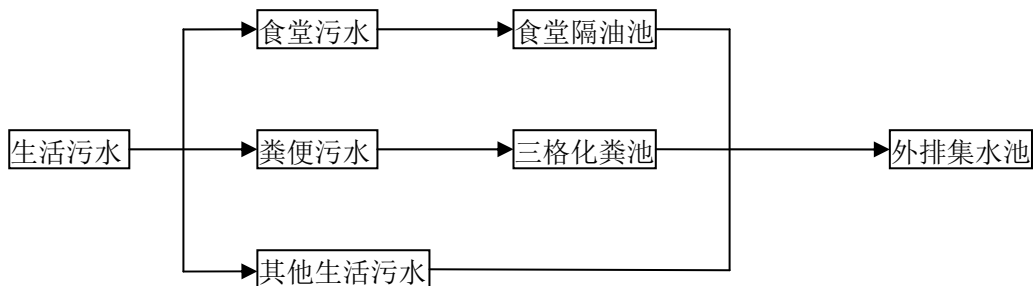 食堂污水
食堂隔油池
生活污水
粪便污水
三格化粪池
外排集水池
其他生活污水